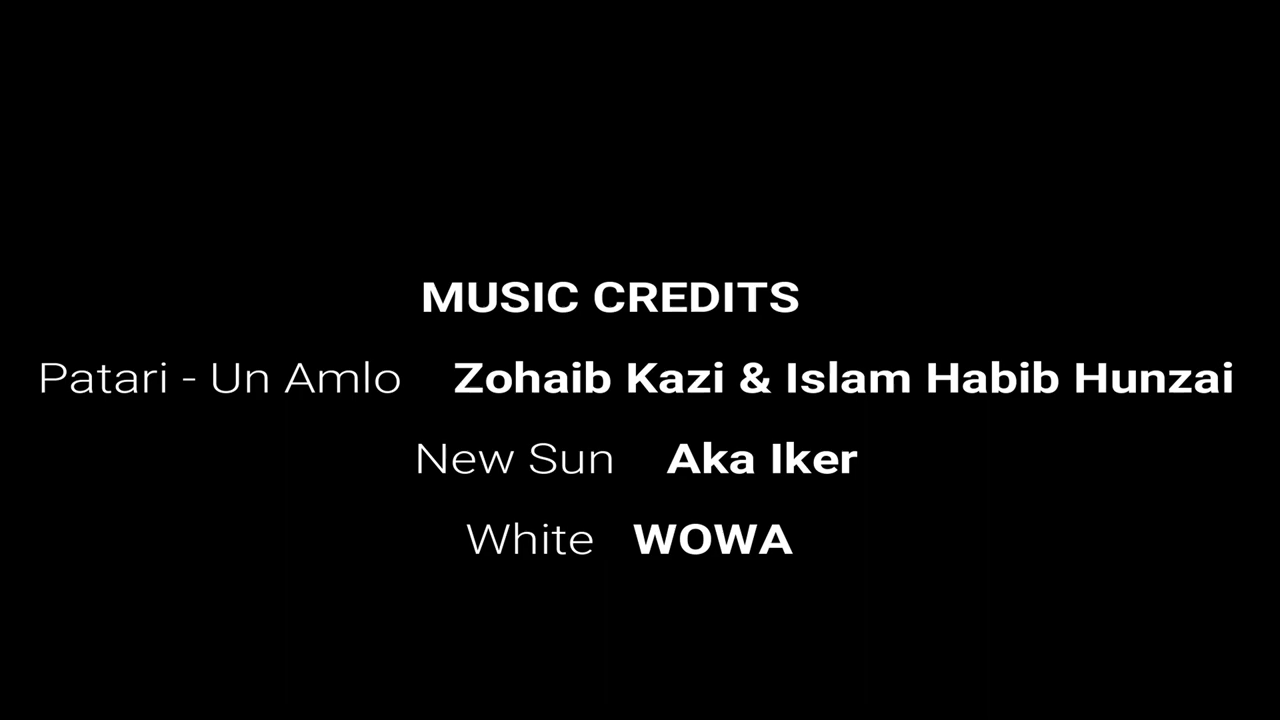 MUSIC CREDITS
Patari - Un Amlo Zohaib Kazi & Islam Habib Hunzai
New Sun Aka Iker
White WOWA